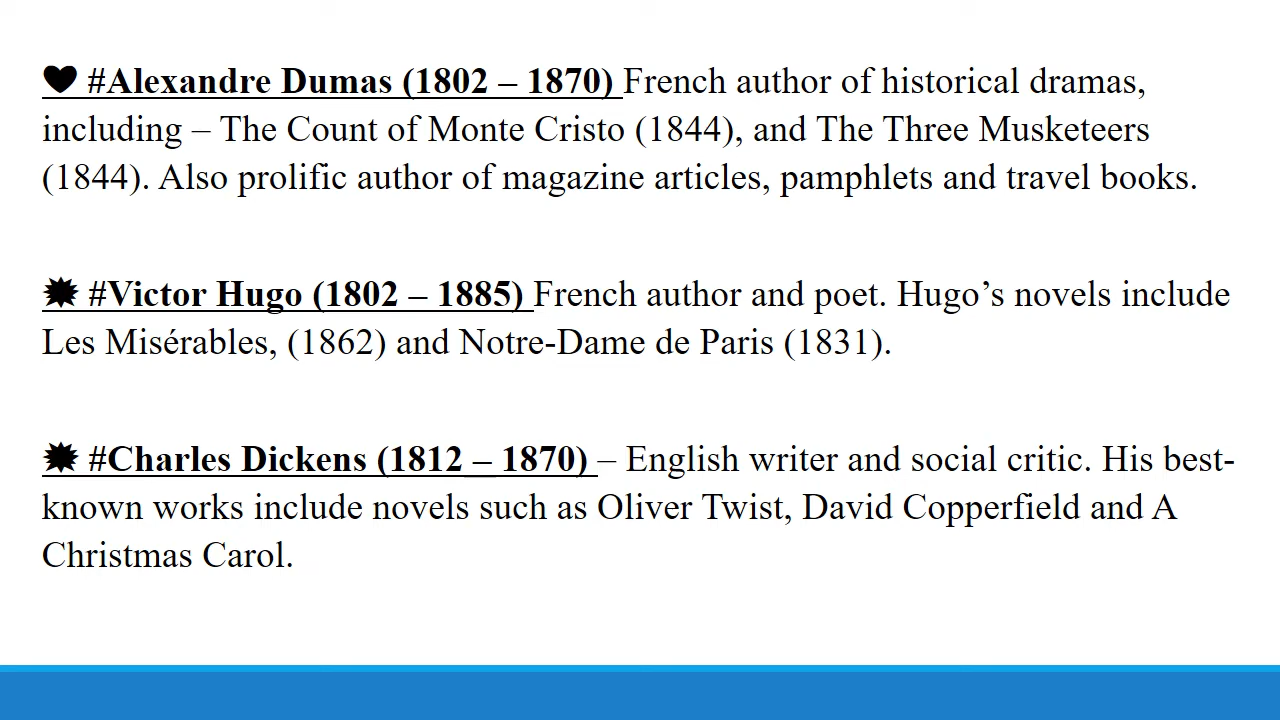 ♥ #Alexandre Dumas (1802 – 1870) French author of historical dramas,
including – The Count of Monte Cristo (1844), and The Three Musketeers
(1844). Also prolific author of magazine articles, pamphlets and travel books.
✸ #Victor Hugo (1802 – 1885) French author and poet. Hugo’s novels include
Les Misérables, (1862) and Notre-Dame de Paris (1831).
✸ #Charles Dickens (1812 – 1870) – English writer and social critic. His best-
known works include novels such as Oliver Twist, David Copperfield and A
Christmas Carol.